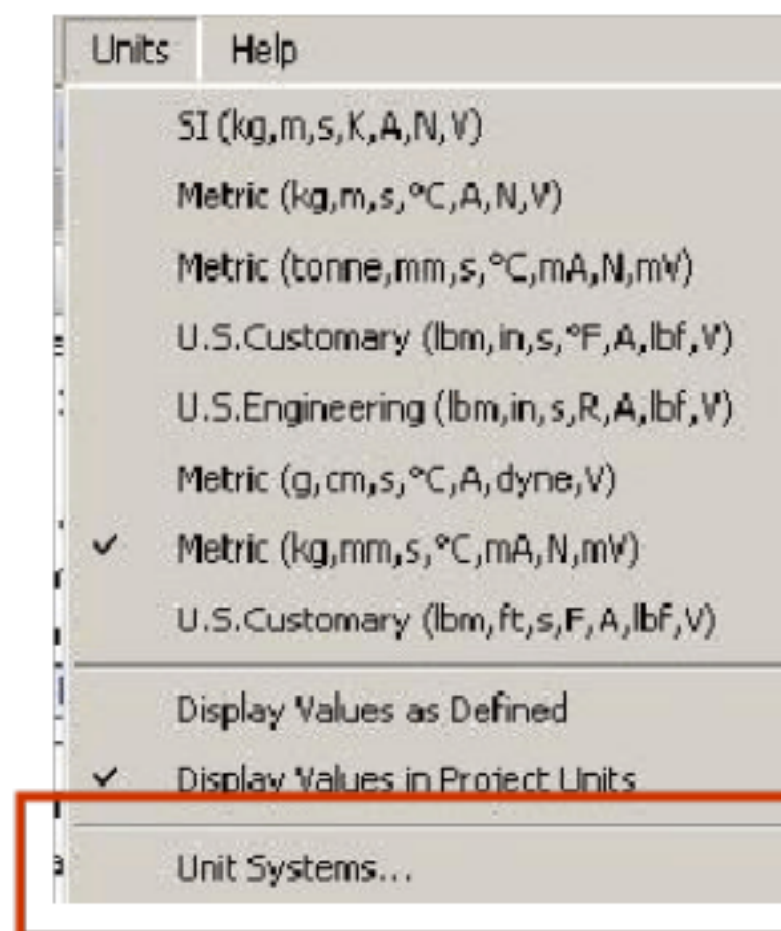 Units Help
SI (kg,m,s,K,A,N,V)
Metric (kg,m,s,°C,A,N,V)
Metric (tonne,mm,s,°C,mA,N,mV)
U.S.Customary (lbm,in,s,°F,A,lbf,V)
U.S.Engineering (lbm,in,s,R,A,lbf,V)
Metric (g,cm,s,°C,A,dyne,V)
Metric (kg,mm,s,°C,mA,N,mV)
U.S.Customary (lbm,ft,s,F,A,lbf,V)
Display Values as Defined
Display Values in Project Units
Unit Systems...